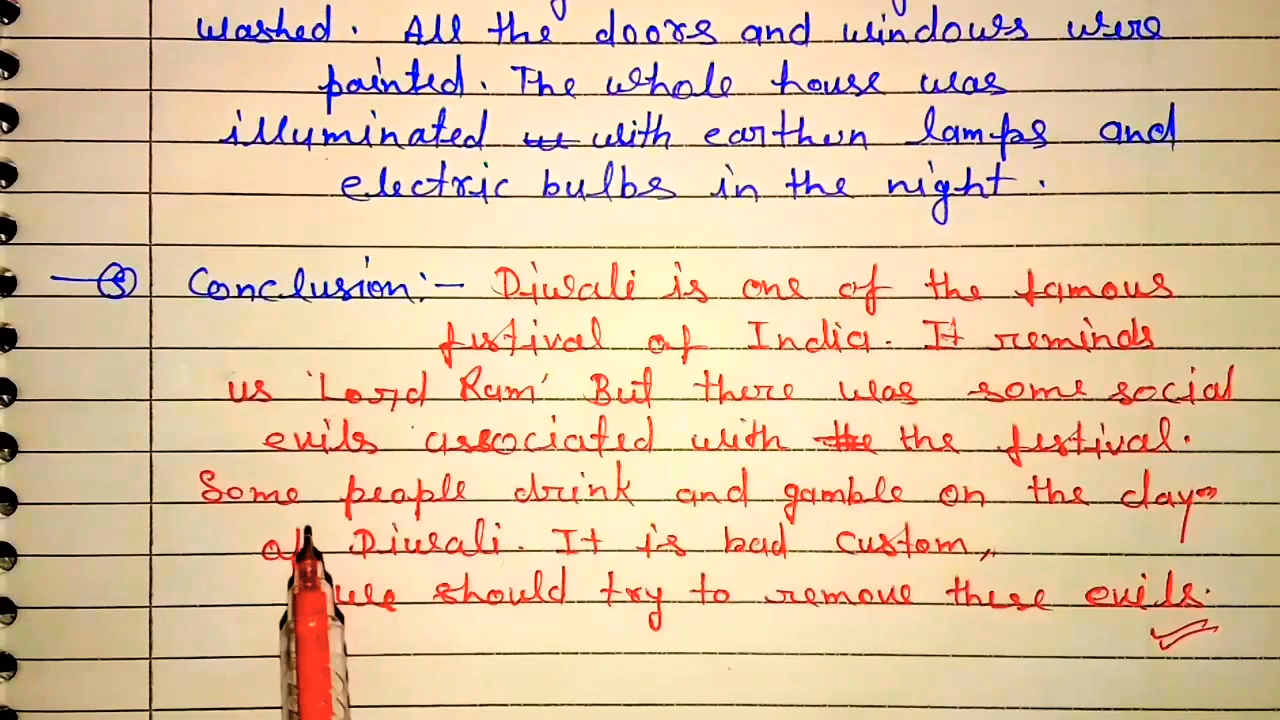 washed. All the doors and windows were
painted. The whole house was
illuminated with earthen lamps and
electric bulbs in the night.
5 Conclusion:- Diwali is one of the famous
festival of India. It reminds
us 'Lord Ram' But there was some social
evils associated with the festival.
Some people drink and gamble on the day
of Diwali. It is bad custom,,
we should try to remove these evils.